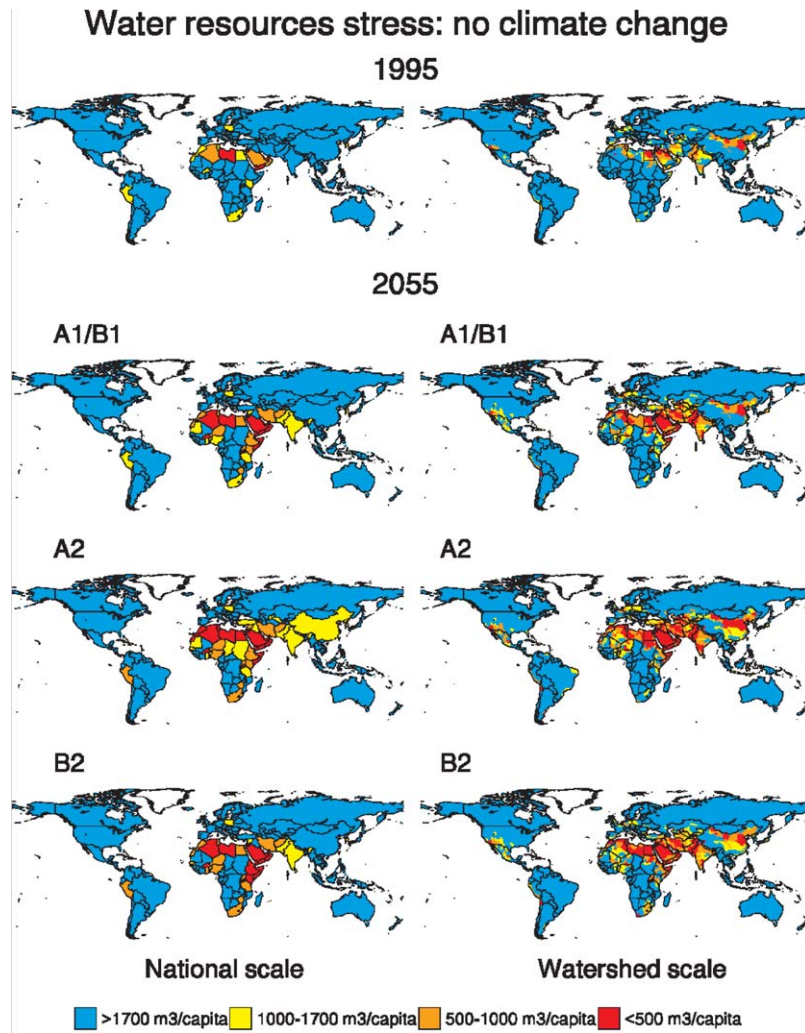 Water resources stress: no climate change
1995
2055
A1/B1 A1/B1
A2 A2
B2 B2
National scale Watershed scale
>1700 m3/capita 1000-1700 m3/capita 500-1000 m3/capita <500 m3/capita